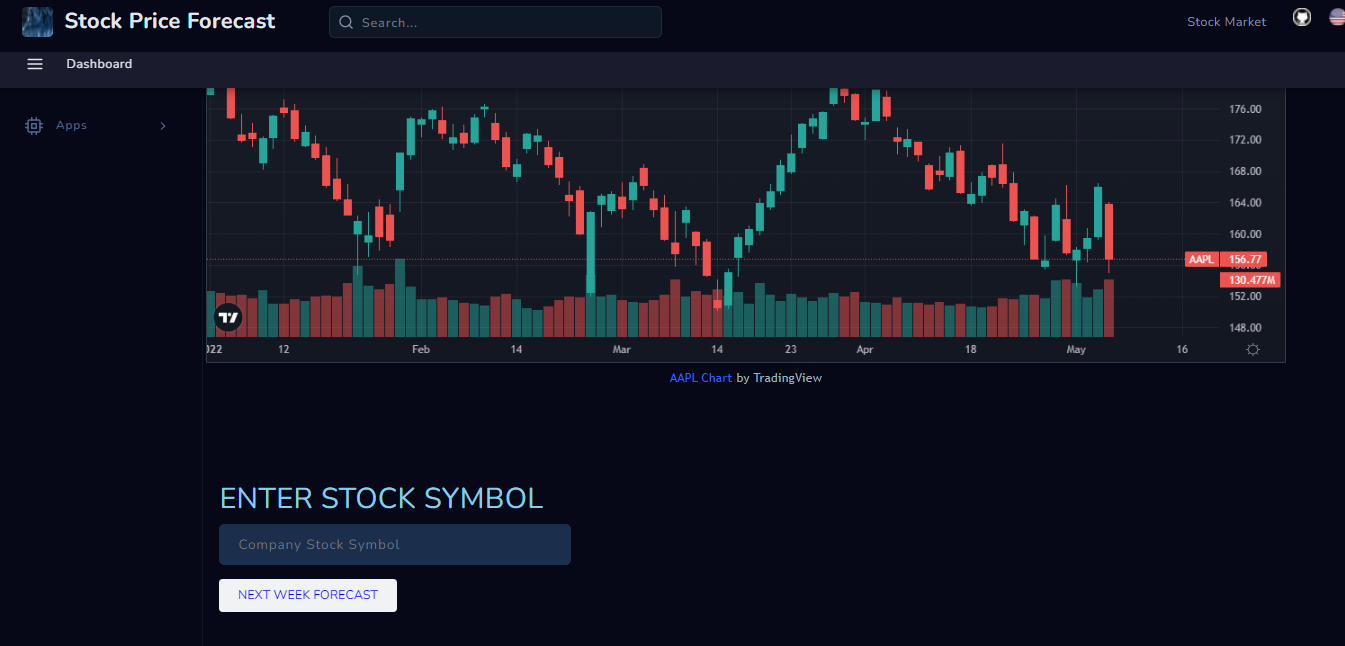 Stock Price Forecast
Search...
Stock Market
Dashboard
Apps
176.00
172.00
168.00
164.00
160.00
AAPL 156.77
130.477M
152.00
148.00
22 12 Feb 14 Mar 14 23 Apr 18 May 16
AAPL Chart by TradingView
ENTER STOCK SYMBOL
Company Stock Symbol
NEXT WEEK FORECAST